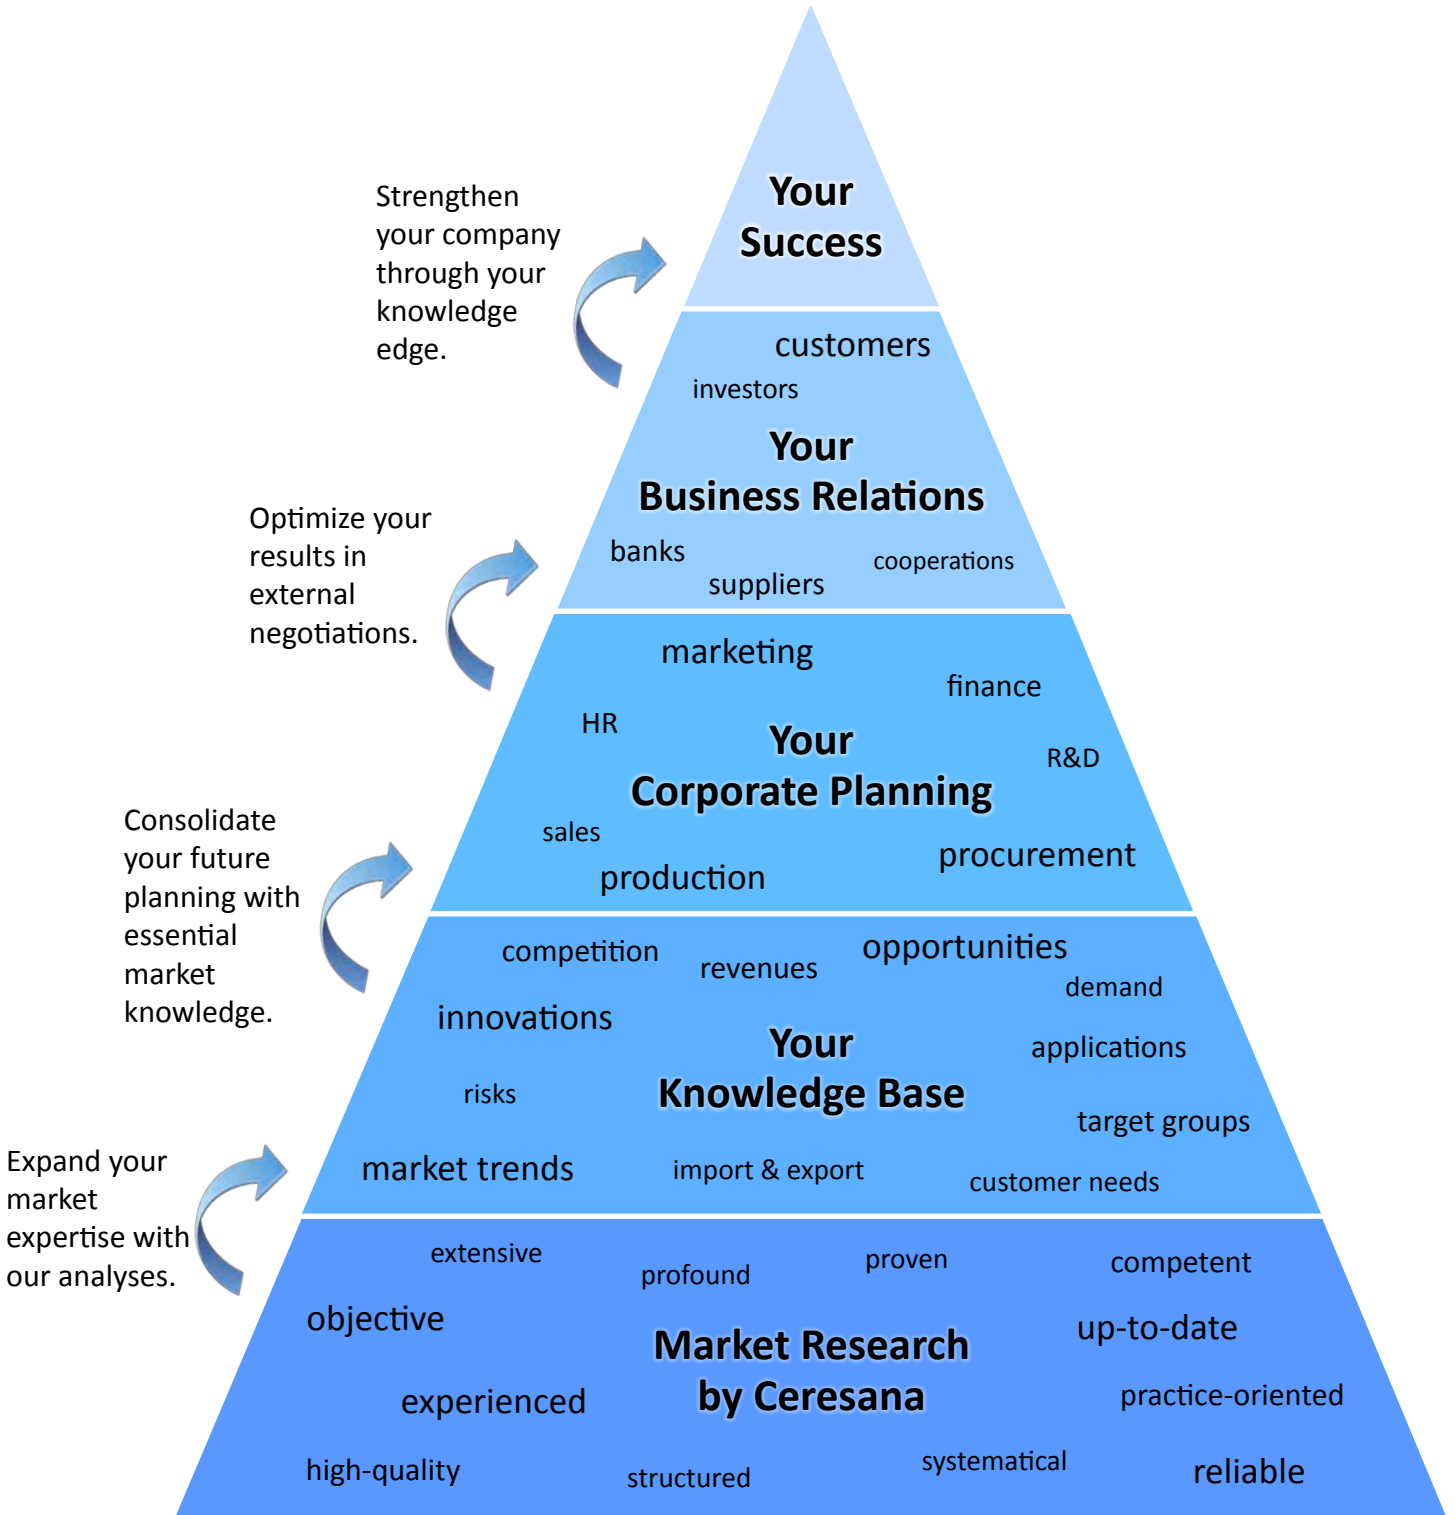 Your
Success
Strengthen
your company
through your
knowledge
edge.
customers
investors
Your
Business Relations
banks
suppliers
cooperations
Optimize your
results in
external
negotiations.
marketing
finance
HR
Your
Corporate Planning
R&D
sales
production
procurement
Consolidate
your future
planning with
essential
market
knowledge.
competition
revenues
opportunities
demand
innovations
Your
Knowledge Base
applications
risks
target groups
market trends
import & export
customer needs
Expand your
market
expertise with
our analyses.
extensive
profound
proven
competent
objective
Market Research
by Ceresana
up-to-date
experienced
practice-oriented
high-quality
structured
systematical
reliable